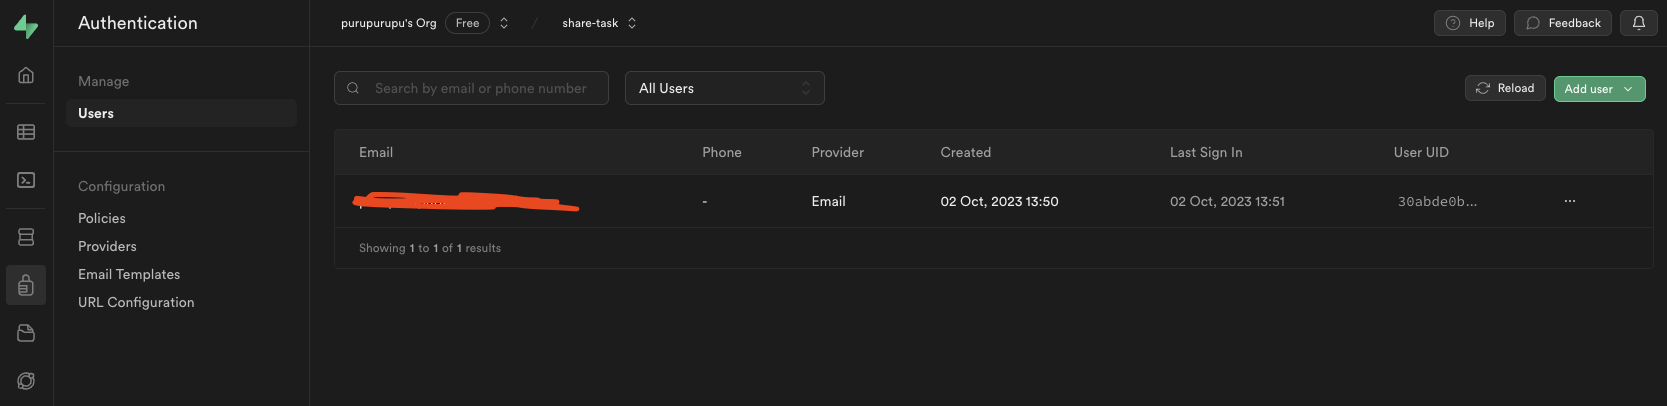 Authentication
purupurupu's Org Free / share-task
Help Feedback
Manage
Users
Configuration
Policies
Providers
Email Templates
URL Configuration
Search by email or phone number All Users Reload Add user
Email Phone Provider Created Last Sign In User UID
- Email 02 Oct, 2023 13:50 02 Oct, 2023 13:51 30abde0b... ...
Showing 1 to 1 of 1 results